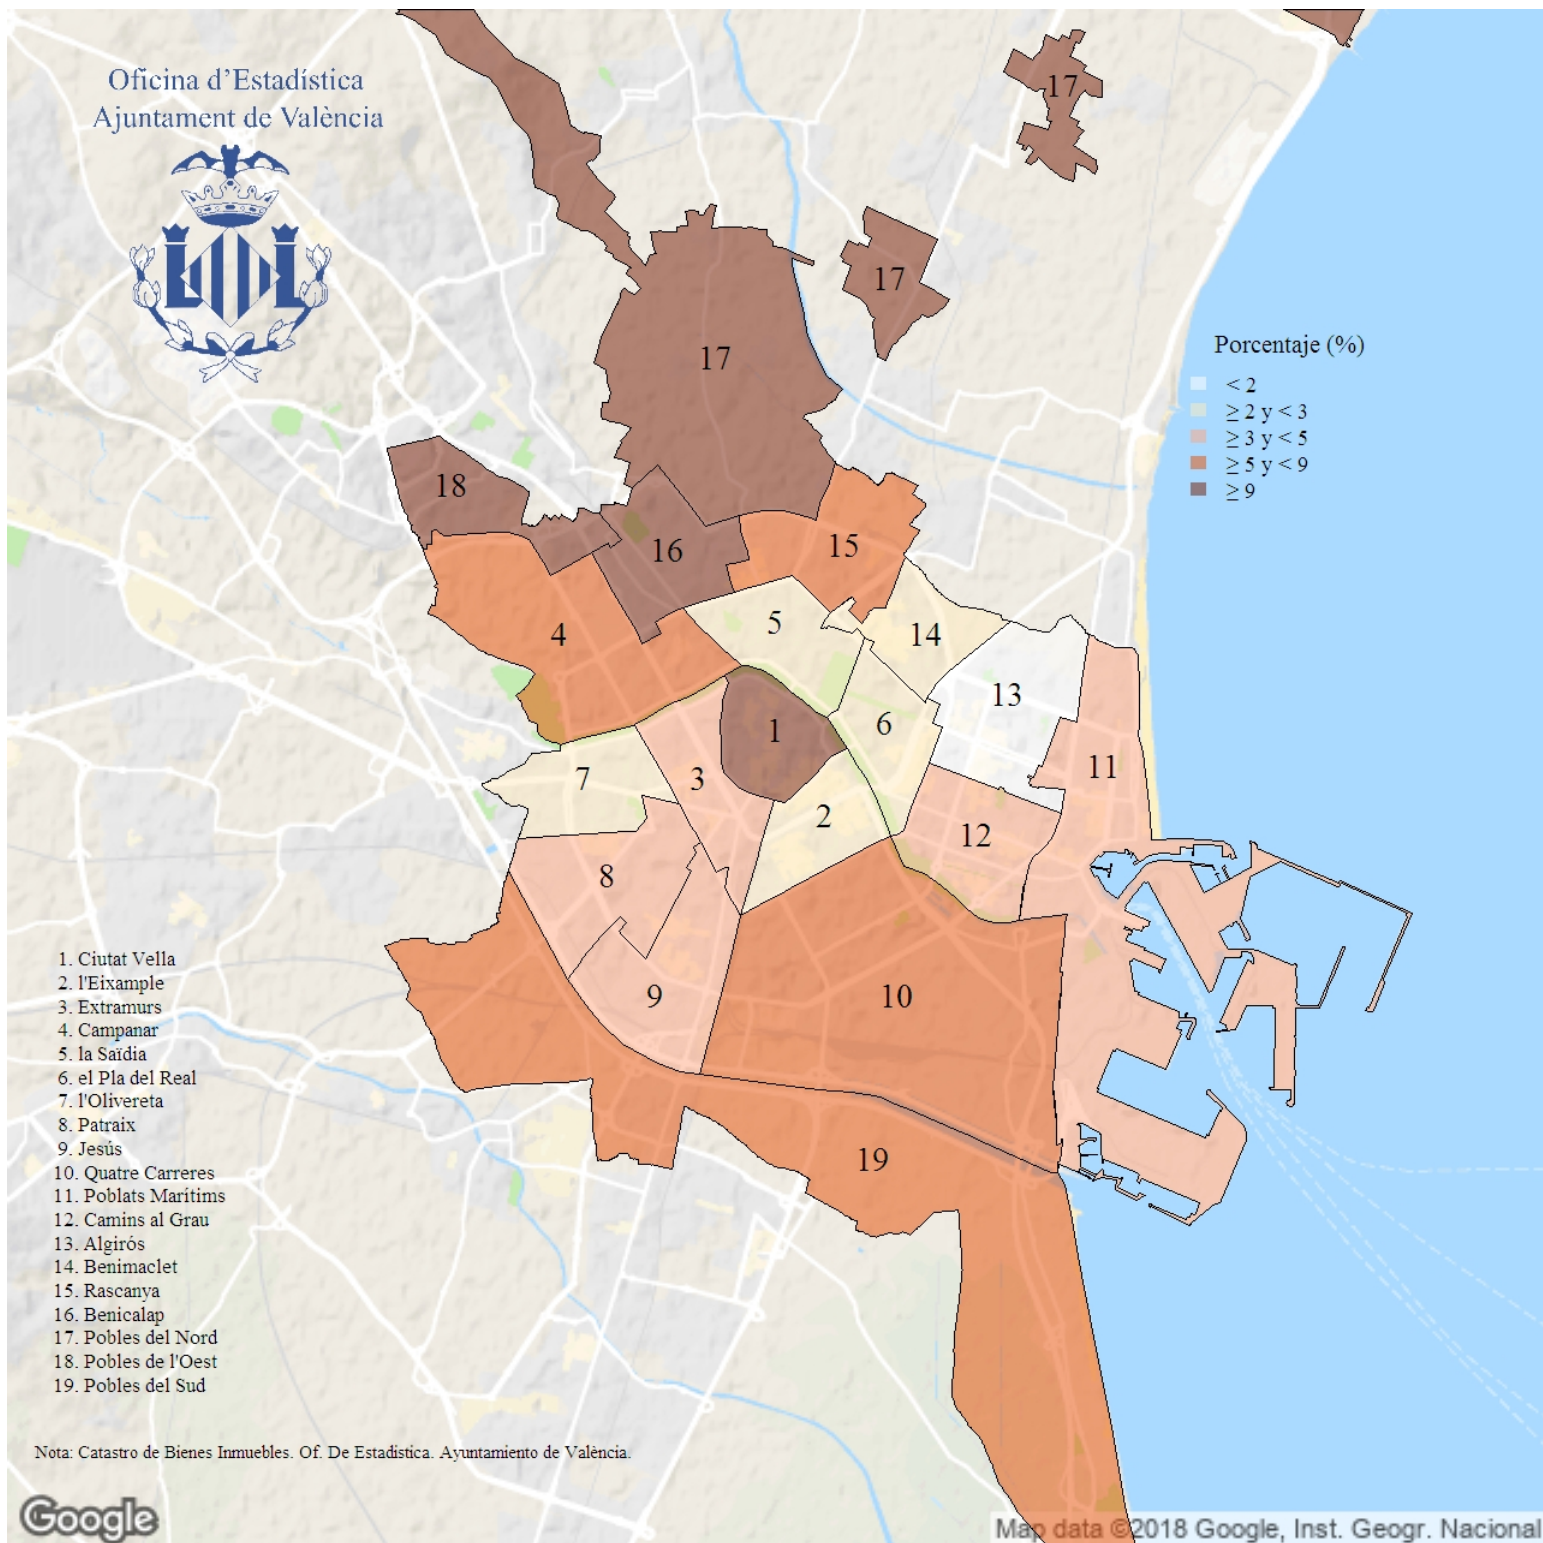 Oficina d'Estadística
Ajuntament de València
17
17
17
Porcentaje (%)
< 2
≥ 2 y < 3
≥ 3 y < 5
≥ 5 y < 9
≥ 9
18
16
15
5
14
4
13
1
6
11
7
3
2
12
8
9
10
19
1. Ciutat Vella
2. l'Eixample
3. Extramurs
4. Campanar
5. la Saïdia
6. el Pla del Real
7. l'Olivereta
8. Patraix
9. Jesús
10. Quatre Carreres
11. Poblats Marítims
12. Camins al Grau
13. Algirós
14. Benimaclet
15. Rascanya
16. Benicalap
17. Pobles del Nord
18. Pobles de l'Oest
19. Pobles del Sud
Nota: Catastro de Bienes Inmuebles. Of. De Estadística. Ayuntamiento de València.
Google
Map data ©2018 Google, Inst. Geogr. Nacional